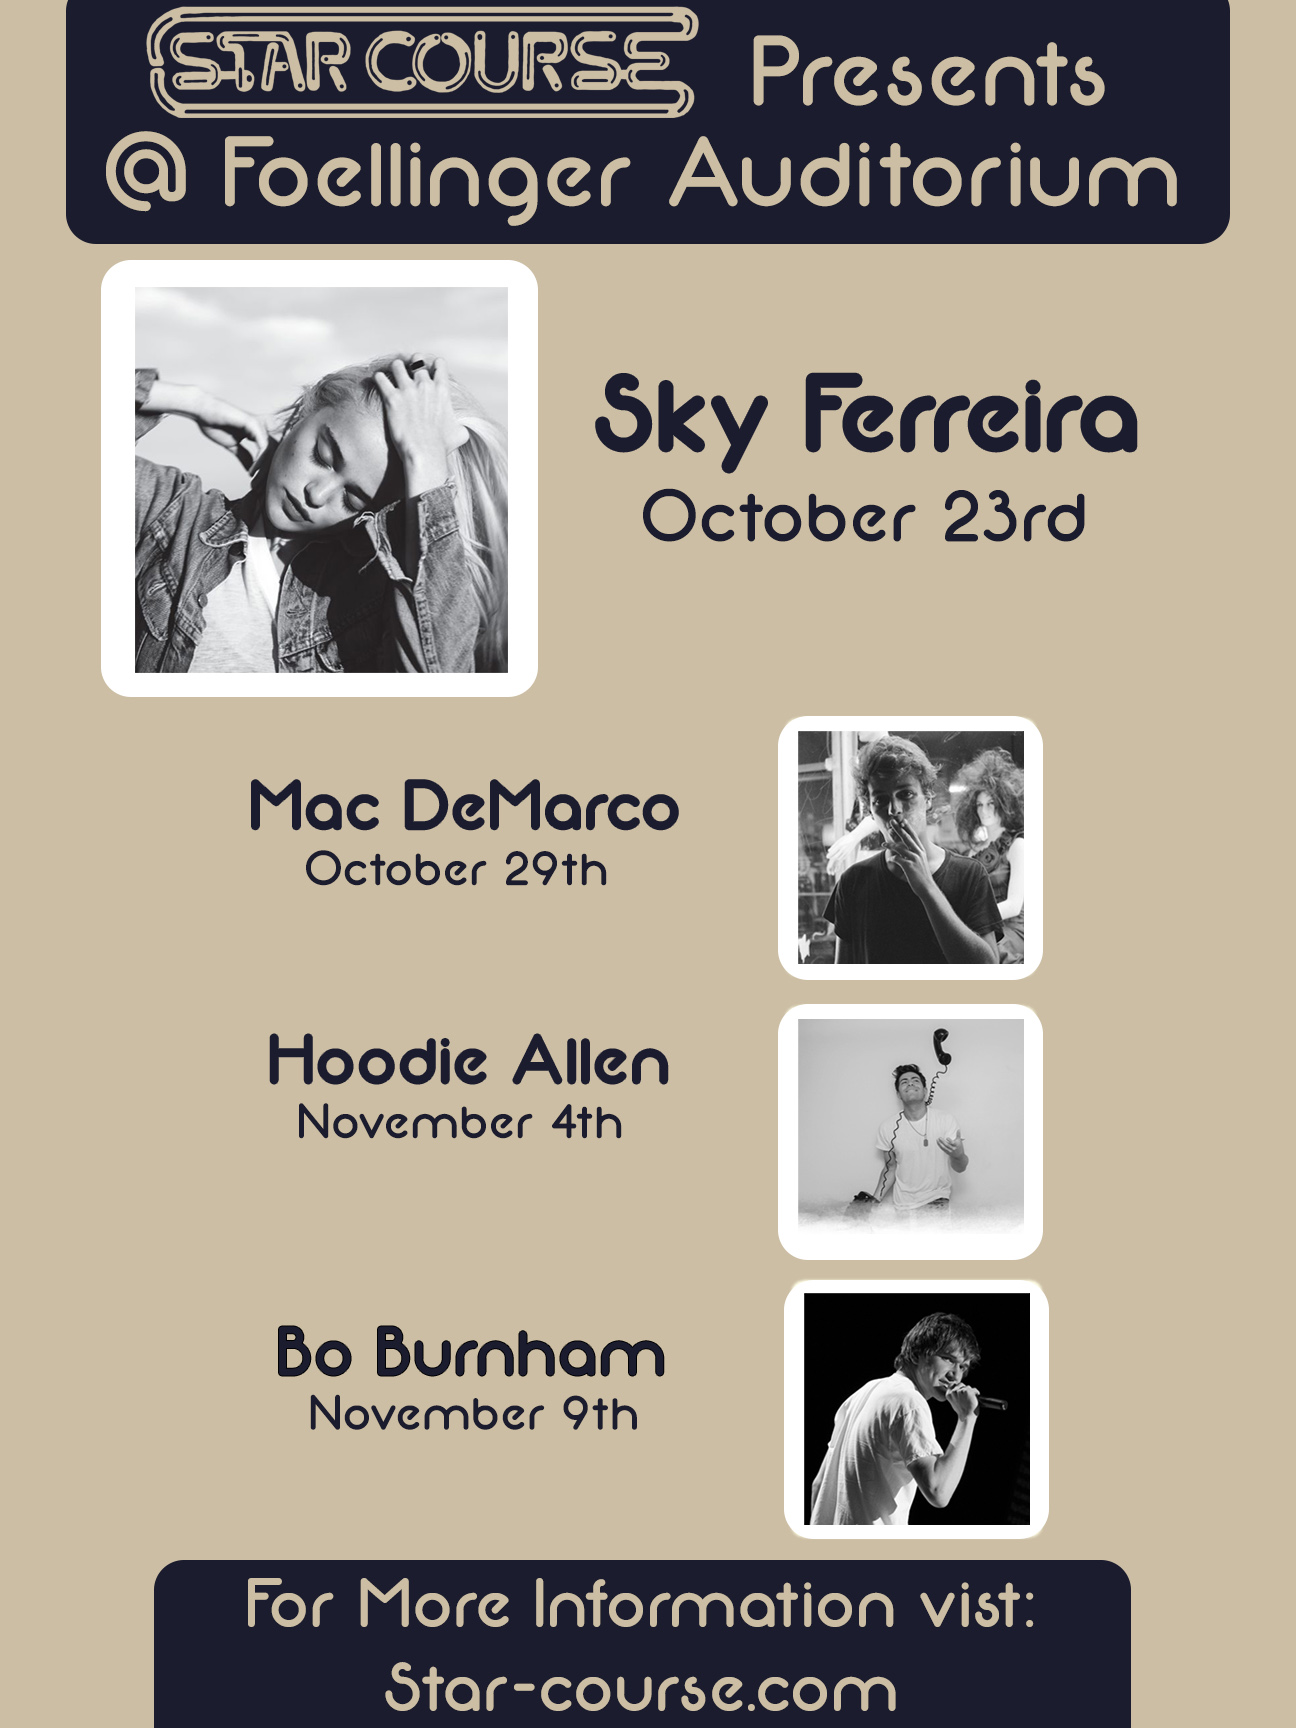 STAR COURSE Presents
@ Foellinger Auditorium
Sky Ferreira
October 23rd
Mac DeMarco
October 29th
Hoodie Allen
November 4th
Bo Burnham
November 9th
For More Information vist:
Star-course.com